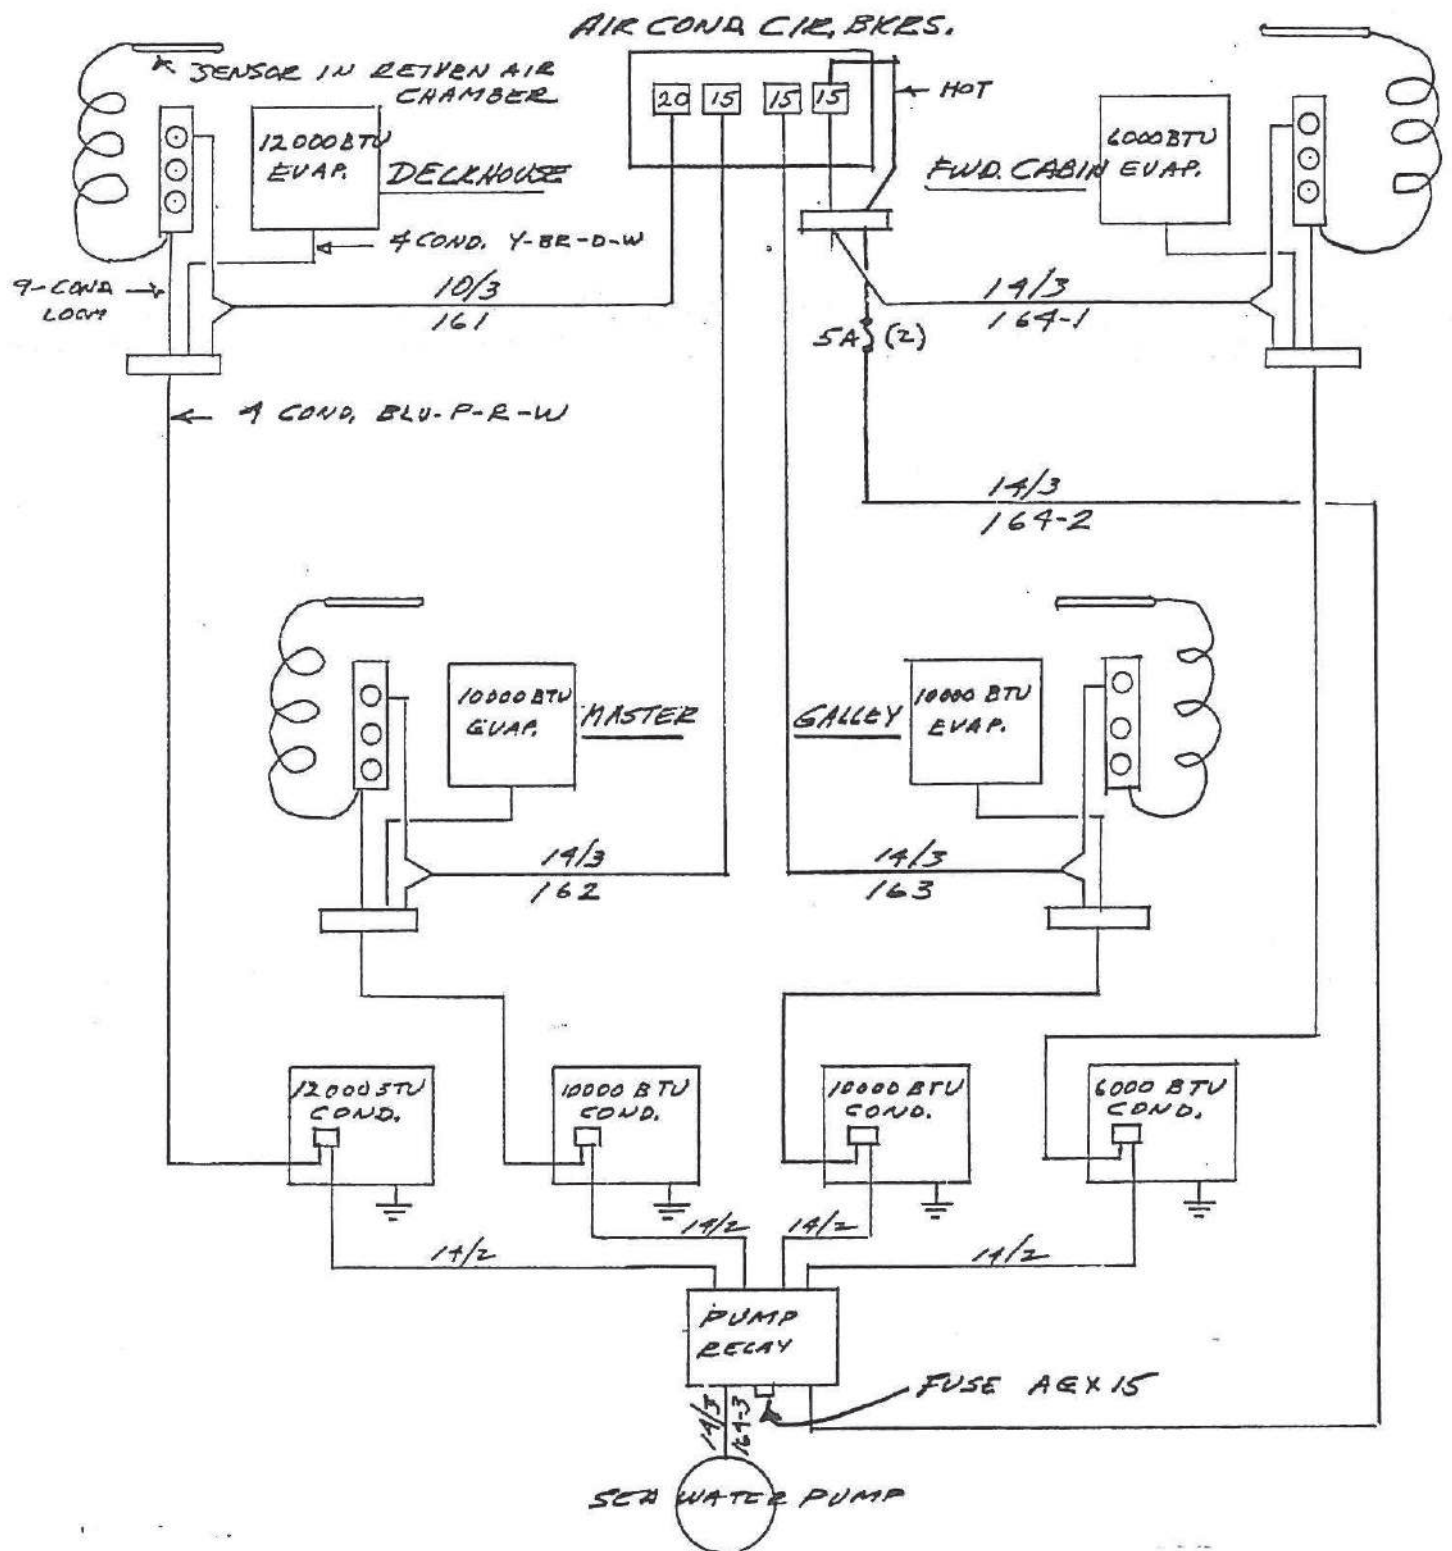 AIR COND CIR. BKRS.
SENSOR IN RETURN AIR
CHAMBER
20 15 15 15
HOT
12000 BTU
EVAP.
DECKHOUSE
FWD. CABIN
6000 BTU
EVAP.
4 COND. Y-BR-O-W
9-COND
LOOM
10/3
161
14/3
164-1
5A (2)
4 COND. BLU-P-R-W
14/3
164-2
10000 BTU
EVAP.
MASTER
GALLEY
10000 BTU
EVAP.
14/3
162
14/3
163
12000 BTU
COND.
10000 BTU
COND.
10000 BTU
COND.
6000 BTU
COND.
14/2
14/2
14/2
14/2
PUMP
RELAY
FUSE AGX 15
14/3
164-3
SEA WATER PUMP